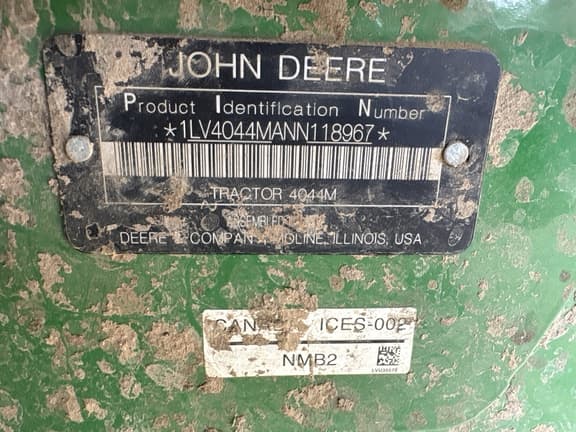 JOHN DEERE
Product Identification Number
*1LV4044MANN118967*
TRACTOR 4044M
DEERE & COMPANY MOLINE, ILLINOIS, USA
ICES-002
NMB2